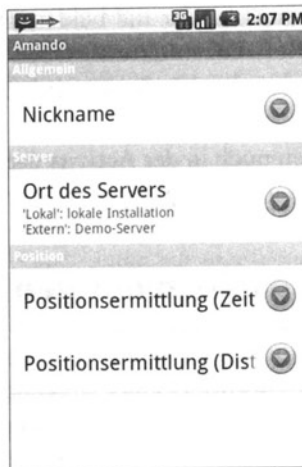 3G 2:07 PM
Amando
Allgemein
Nickname
Server
Ort des Servers
'Lokal': lokale Installation
'Extern': Demo-Server
Position
Positionsermittlung (Zeit
Positionsermittlung (Dist